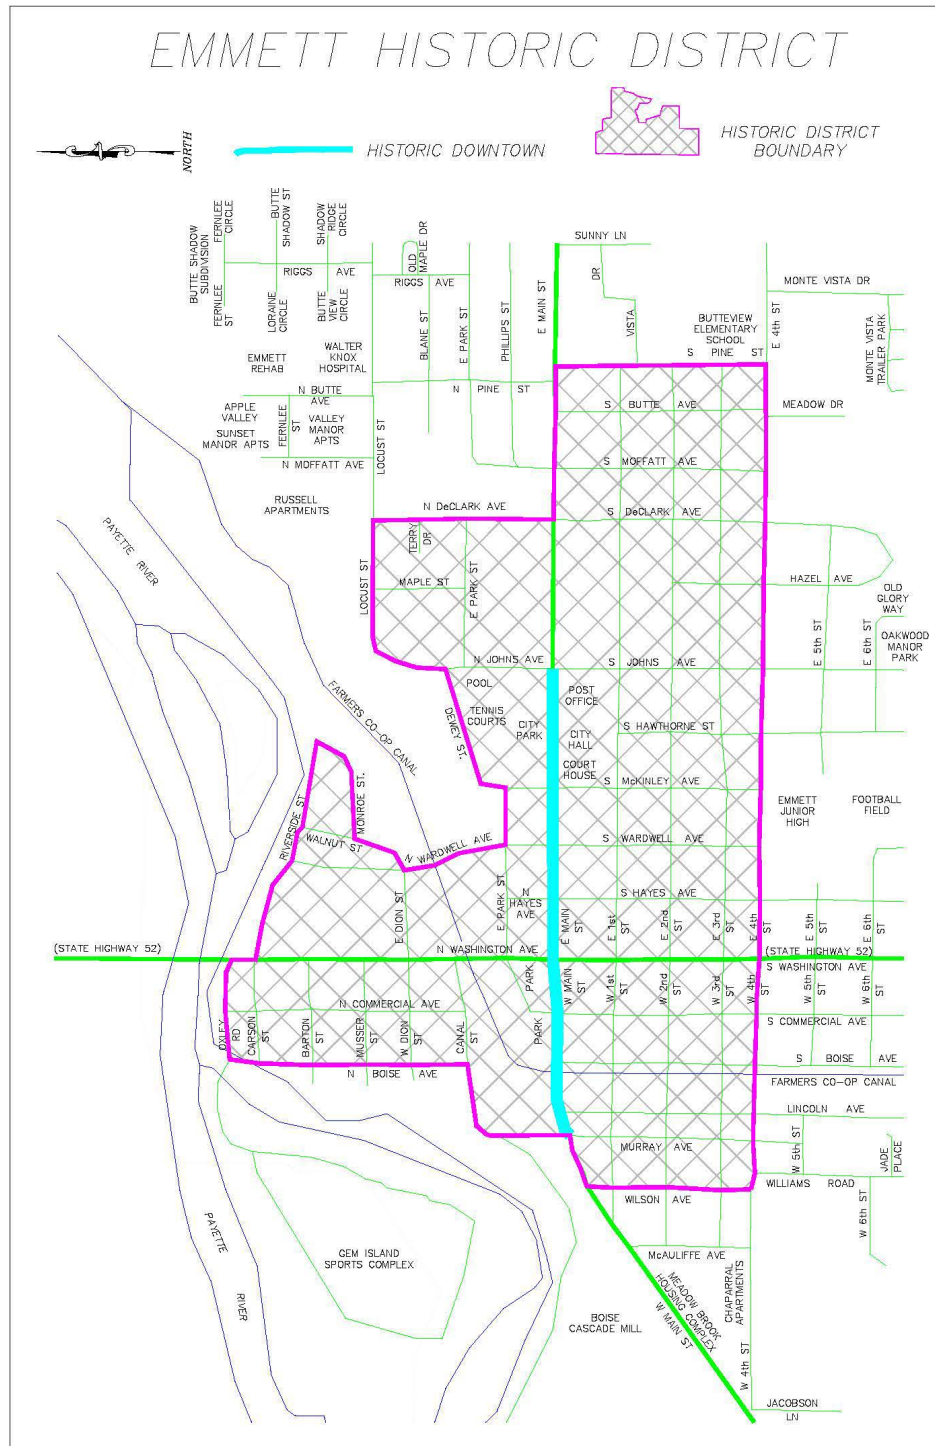 EMMETT HISTORIC DISTRICT
NORTH
HISTORIC DOWNTOWN
HISTORIC DISTRICT
BOUNDARY
BUTTE SHADOW
SUBDIVISION
FERNLEE
CIRCLE
BUTTE
SHADOW ST
SHADOW
RIDGE
CIRCLE
OLD
MAPLE DR
SUNNY LN
DR
RIGGS AVE
RIGGS AVE
MONTE VISTA DR
FERNLEE
ST
LORAINE
CIRCLE
BUTTE
VIEW
CIRCLE
BLANE ST
E PARK ST
PHILLIPS ST
E MAIN ST
VISTA
BUTTEVIEW
ELEMENTARY
SCHOOL
E 4th ST
MONTE VISTA
TRAILER PARK
S PINE ST
EMMETT
REHAB
WALTER
KNOX
HOSPITAL
N PINE ST
N BUTTE
AVE
S BUTTE AVE
MEADOW DR
APPLE
VALLEY
SUNSET
MANOR APTS
FERNLEE
ST
VALLEY
MANOR
APTS
LOCUST ST
N MOFFATT AVE
S MOFFATT AVE
RUSSELL
APARTMENTS
N DeCLARK AVE
S DeCLARK AVE
PAYETTE RIVER
TERRY
DR
LOCUST ST
MAPLE ST
E PARK ST
HAZEL AVE
OLD
GLORY
WAY
E 5th ST
E 6th ST
OAKWOOD
MANOR
PARK
N JOHNS AVE
S JOHNS AVE
FARMERS CO-OP CANAL
POOL
TENNIS
COURTS
DEWEY ST.
CITY
PARK
POST
OFFICE
S HAWTHORNE ST
CITY
HALL
COURT
HOUSE
S McKINLEY AVE
EMMETT
JUNIOR
HIGH
FOOTBALL
FIELD
RIVERSIDE ST
MONROE ST.
WALNUT ST
N WARDWELL AVE
S WARDWELL AVE
E DION ST
E PARK ST
N
HAYES
AVE
S HAYES AVE
E MAIN
ST
E 1st
ST
E 2nd
ST
E 3rd
ST
E 4th
ST
E 5th
ST
E 6th
ST
(STATE HIGHWAY 52)
N WASHINGTON AVE
(STATE HIGHWAY 52)
S WASHINGTON AVE
PARK
W MAIN
ST
W 1st
ST
W 2nd
ST
W 3rd
ST
W 4th
ST
W 5th
ST
W 6th
ST
N COMMERCIAL AVE
S COMMERCIAL AVE
OXLEY
RD
CARSON
ST
BARTON
ST
MUSSER
ST
W DION
ST
CANAL
ST
PARK
S BOISE AVE
N BOISE AVE
FARMERS CO-OP CANAL
LINCOLN AVE
MURRAY AVE
W 5th ST
JADE
PLACE
WILLIAMS ROAD
WILSON AVE
W 6th ST
PAYETTE
RIVER
GEM ISLAND
SPORTS COMPLEX
McAULIFFE AVE
MEADOW BROOK
HOUSING COMPLEX
W MAIN ST
CHAPARRAL
APARTMENTS
BOISE
CASCADE MILL
W 4th ST
JACOBSON
LN